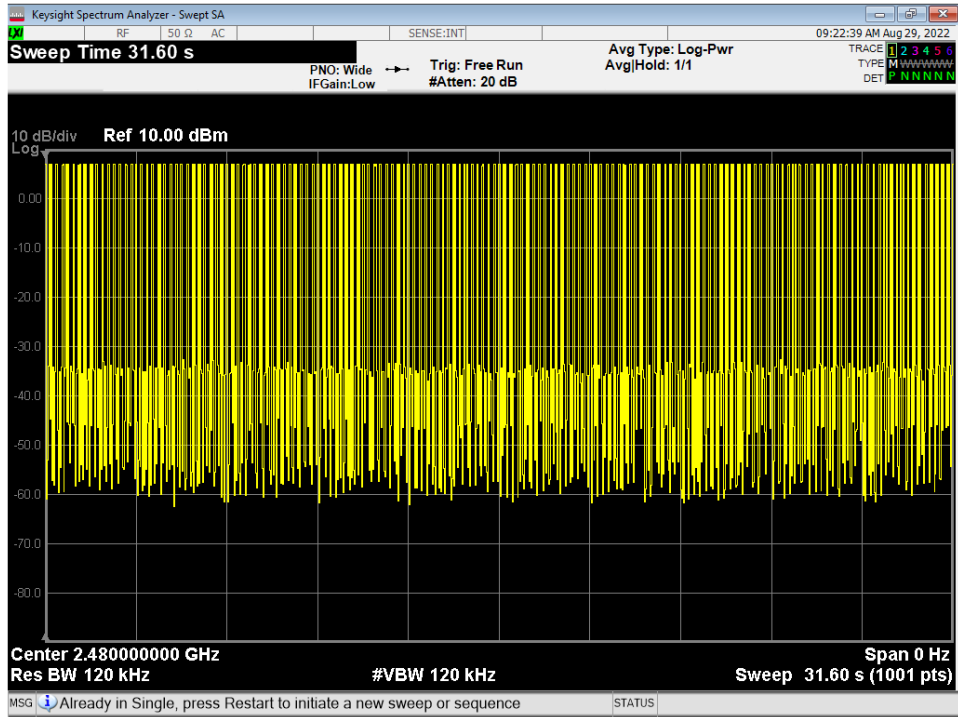 Keysight Spectrum Analyzer - Swept SA
LXI RF 50 Ω AC SENSE:INT 09:22:39 AM Aug 29, 2022
Sweep Time 31.60 s
PNO: Wide
IFGain:Low
Trig: Free Run
#Atten: 20 dB
Avg Type: Log-Pwr
Avg|Hold: 1/1
TRACE 1 2 3 4 5 6
TYPE M WWWWW
DET P N N N N N
10 dB/div Ref 10.00 dBm
Log
0.00
-10.0
-20.0
-30.0
-40.0
-50.0
-60.0
-70.0
-80.0
Center 2.480000000 GHz Span 0 Hz
Res BW 120 kHz #VBW 120 kHz Sweep 31.60 s (1001 pts)
MSG Already in Single, press Restart to initiate a new sweep or sequence STATUS